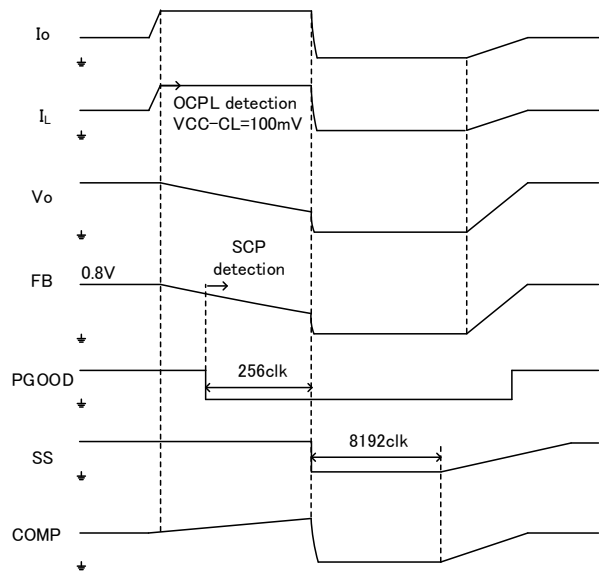 Io
IL
OCPL detection
VCC-CL=100mV
Vo
SCP
detection
0.8V
FB
256clk
PGOOD
8192clk
SS
COMP